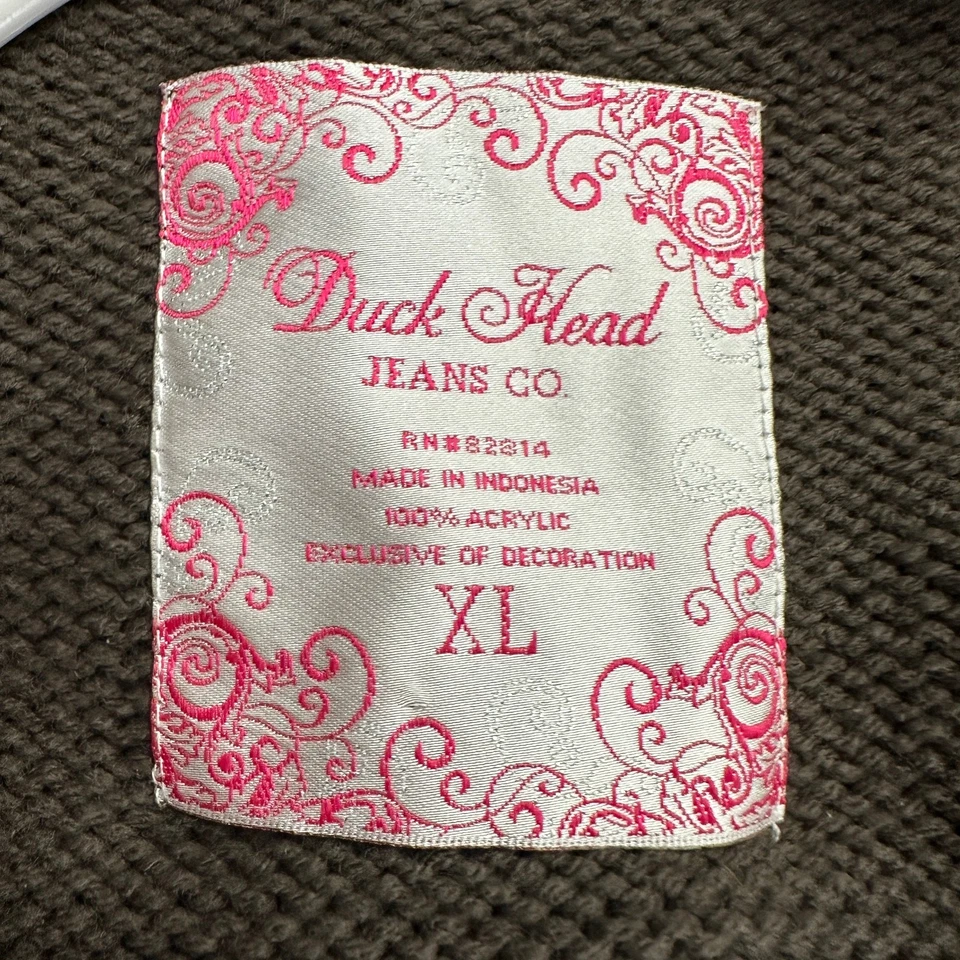 Duck Head
JEANS CO.
RN#82814
MADE IN INDONESIA
100% ACRYLIC
EXCLUSIVE OF DECORATION
XL